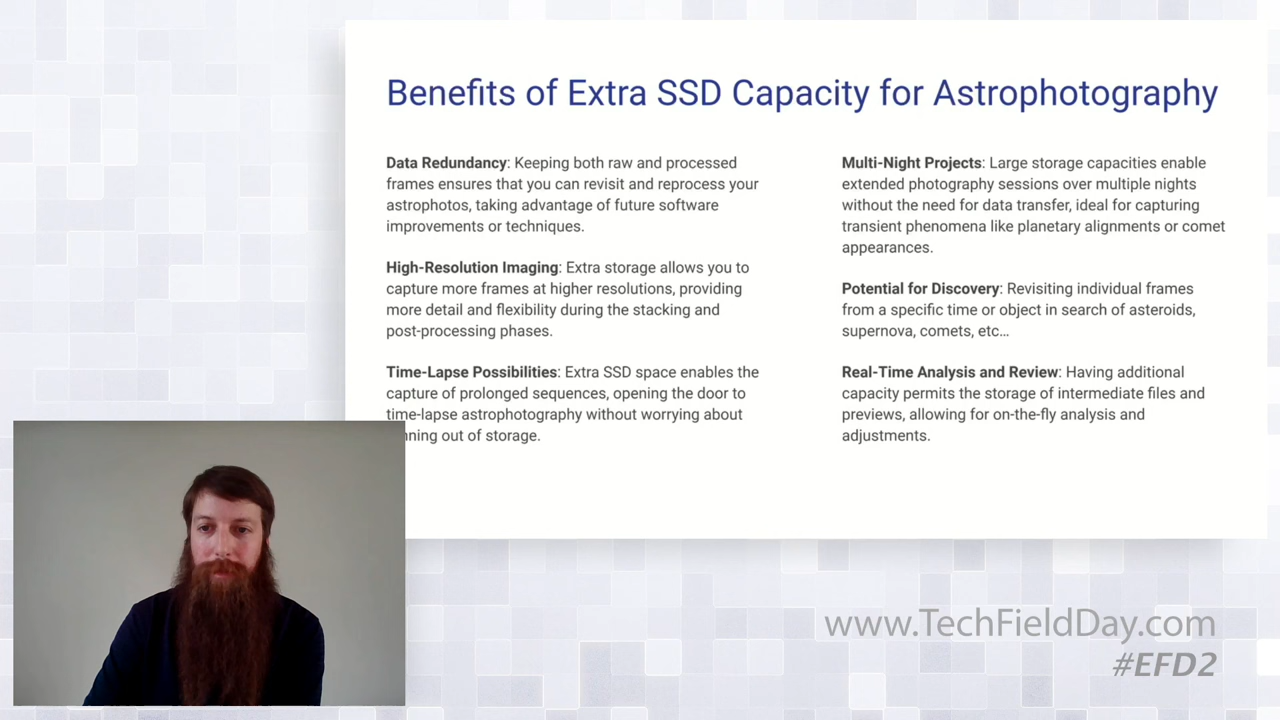 Benefits of Extra SSD Capacity for Astrophotography
Data Redundancy: Keeping both raw and processed
frames ensures that you can revisit and reprocess your
astrophotos, taking advantage of future software
improvements or techniques.
High-Resolution Imaging: Extra storage allows you to
capture more frames at higher resolutions, providing
more detail and flexibility during the stacking and
post-processing phases.
Time-Lapse Possibilities: Extra SSD space enables the
capture of prolonged sequences, opening the door to
time-lapse astrophotography without worrying about
out of storage.
Multi-Night Projects: Large storage capacities enable
extended photography sessions over multiple nights
without the need for data transfer, ideal for capturing
transient phenomena like planetary alignments or comet
appearances.
Potential for Discovery: Revisiting individual frames
from a specific time or object in search of asteroids,
supernova, comets, etc…
Real-Time Analysis and Review: Having additional
capacity permits the storage of intermediate files and
previews, allowing for on-the-fly analysis and
adjustments.
www.TechFieldDay.com
#EFD2